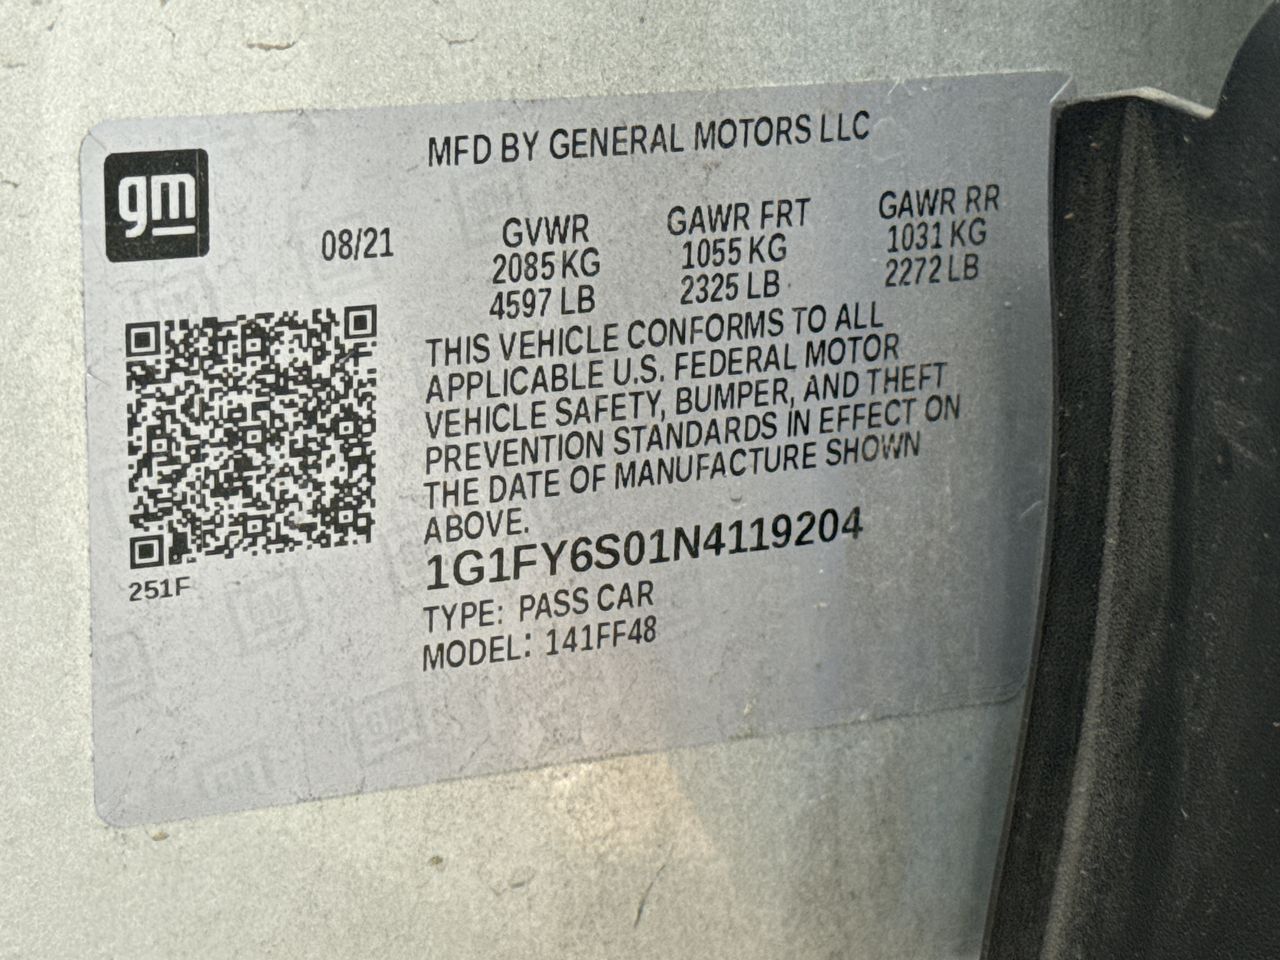 MFD BY GENERAL MOTORS LLC
gm
08/21
GVWR
2085 KG
4597 LB
GAWR FRT
1055 KG
2325 LB
GAWR RR
1031 KG
2272 LB
THIS VEHICLE CONFORMS TO ALL
APPLICABLE U.S. FEDERAL MOTOR
VEHICLE SAFETY, BUMPER, AND THEFT
PREVENTION STANDARDS IN EFFECT ON
THE DATE OF MANUFACTURE SHOWN
ABOVE.
1G1FY6S01N4119204
TYPE: PASS CAR
MODEL: 141FF48
251F